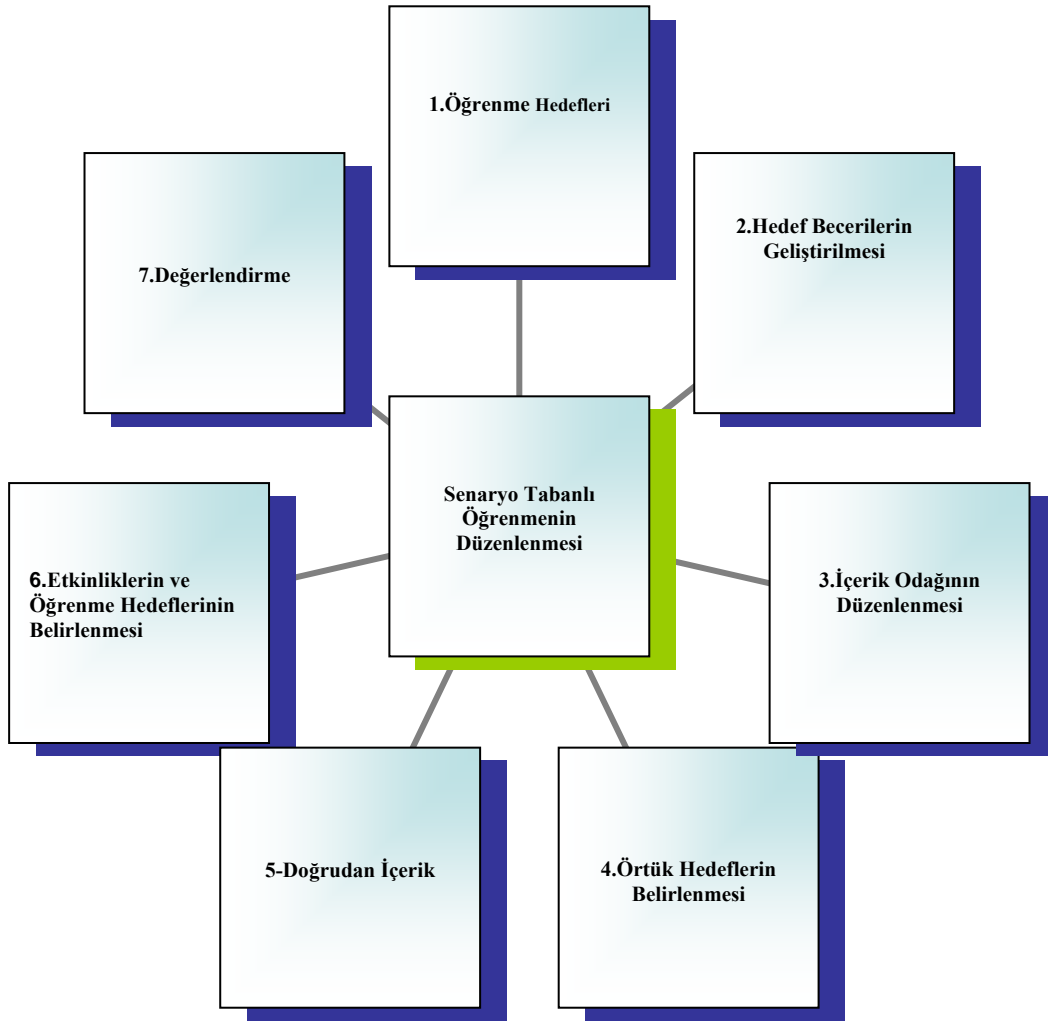 1.Öğrenme Hedefleri
2.Hedef Becerilerin
Geliştirilmesi
7.Değerlendirme
Senaryo Tabanlı
Öğrenmenin
Düzenlenmesi
3.İçerik Odağının
Düzenlenmesi
6.Etkinliklerin ve
Öğrenme Hedeflerinin
Belirlenmesi
5-Doğrudan İçerik
4.Örtük Hedeflerin
Belirlenmesi